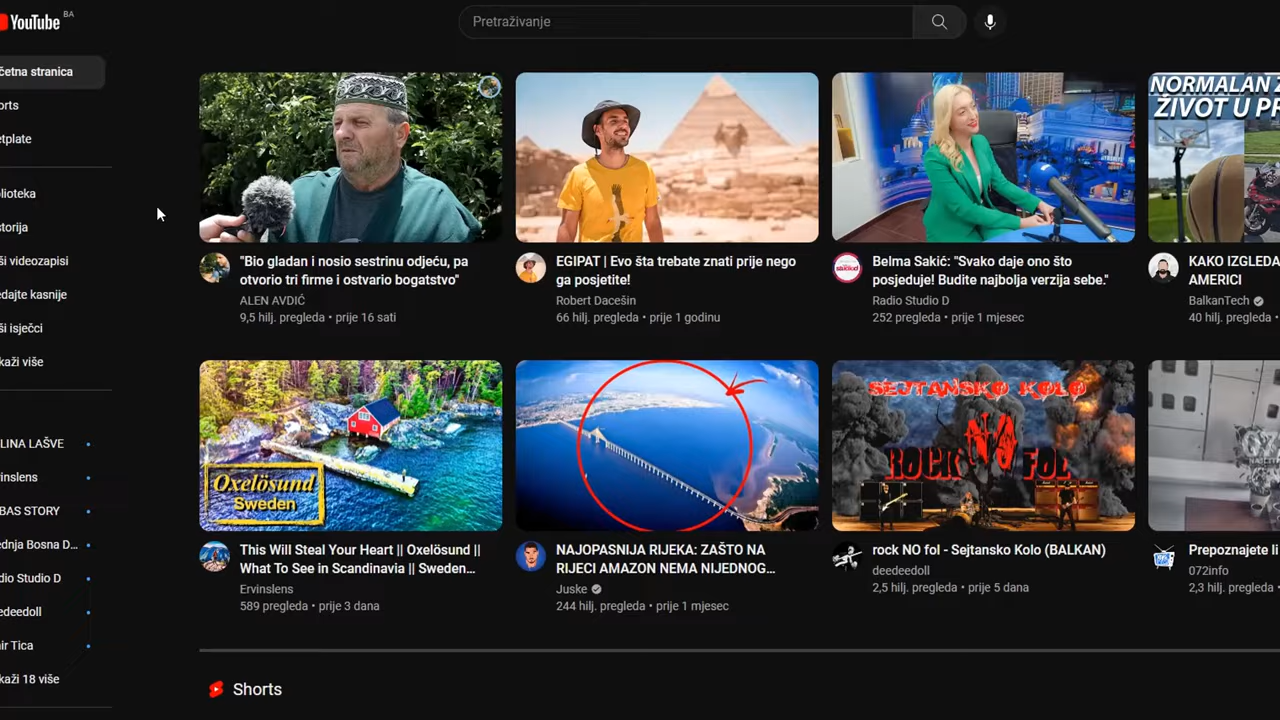 YouTube BA
Pretraživanje
četna stranica
orts
etplate
blioteka
storija
ši videozapisi
edajte kasnije
ši isječci
kaži više
LINA LAŠVE
vinslens
BAS STORY
ednja Bosna D...
dio Studio D
eedeedoll
ir Tica
kaži 18 više
"Bio gladan i nosio sestrinu odjeću, pa
otvorio tri firme i ostvario bogatstvo"
ALEN AVDIĆ
9,5 hilj. pregleda • prije 16 sati
EGIPAT | Evo šta trebate znati prije nego
ga posjetite!
Robert Dacešin
66 hilj. pregleda • prije 1 godinu
Belma Sakić: "Svako daje ono što
posjeduje! Budite najbolja verzija sebe."
Radio Studio D
252 pregleda • prije 1 mjesec
NORMALAN Ž
ŽIVOT U PR
KAKO IZGLEDA
AMERICI
BalkanTech
40 hilj. pregleda •
Oxelösund
Sweden
This Will Steal Your Heart || Oxelösund ||
What To See in Scandinavia || Sweden...
Ervinslens
589 pregleda • prije 3 dana
NAJOPASNIJA RIJEKA: ZAŠTO NA
RIJECI AMAZON NEMA NIJEDNOG...
Juske
244 hilj. pregleda • prije 1 mjesec
SEJTANSKO KOLO
ROCK NO FOL
rock NO fol - Sejtansko Kolo (BALKAN)
deedeedoll
2,5 hilj. pregleda • prije 5 dana
Prepoznajete li
072info
2,3 hilj. pregleda •
Shorts